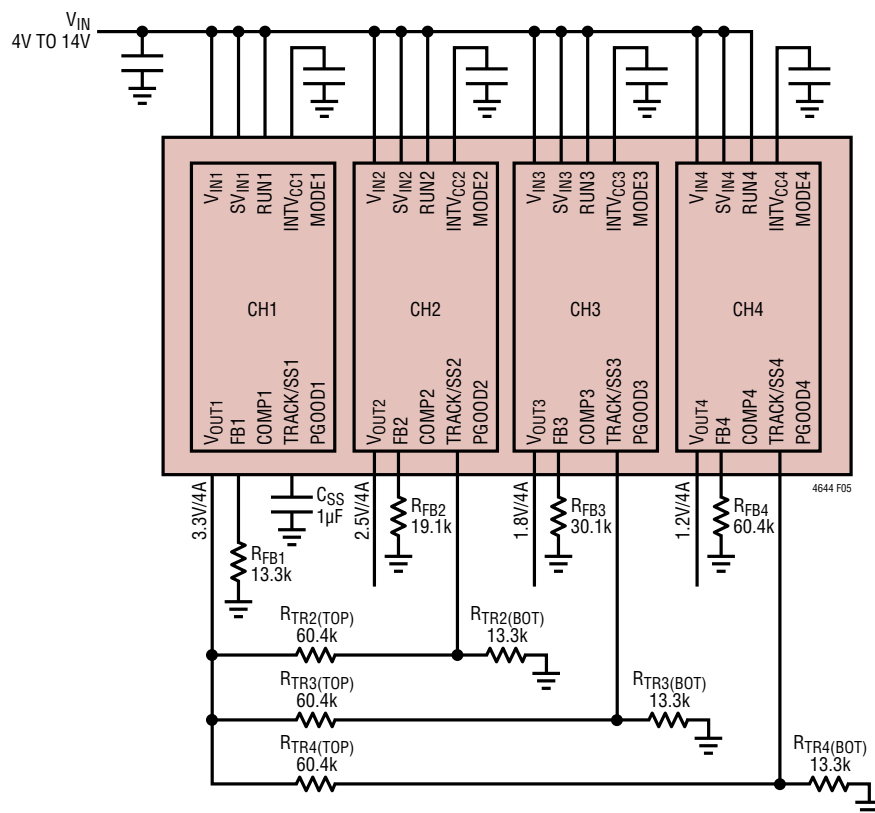 VIN
4V TO 14V
VIN1
SVIN1
RUN1
INTVCC1
MODE1
VIN2
SVIN2
RUN2
INTVCC2
MODE2
VIN3
SVIN3
RUN3
INTVCC3
MODE3
VIN4
SVIN4
RUN4
INTVCC4
MODE4
CH1
CH2
CH3
CH4
VOUT1
FB1
COMP1
TRACK/SS1
PGOOD1
VOUT2
FB2
COMP2
TRACK/SS2
PGOOD2
VOUT3
FB3
COMP3
TRACK/SS3
PGOOD3
VOUT4
FB4
COMP4
TRACK/SS4
PGOOD4
4644 F05
3.3V/4A
CSS
1µF
2.5V/4A
RFB2
19.1k
1.8V/4A
RFB3
30.1k
1.2V/4A
RFB4
60.4k
RFB1
13.3k
RTR2(TOP)
60.4k
RTR2(BOT)
13.3k
RTR3(TOP)
60.4k
RTR3(BOT)
13.3k
RTR4(TOP)
60.4k
RTR4(BOT)
13.3k